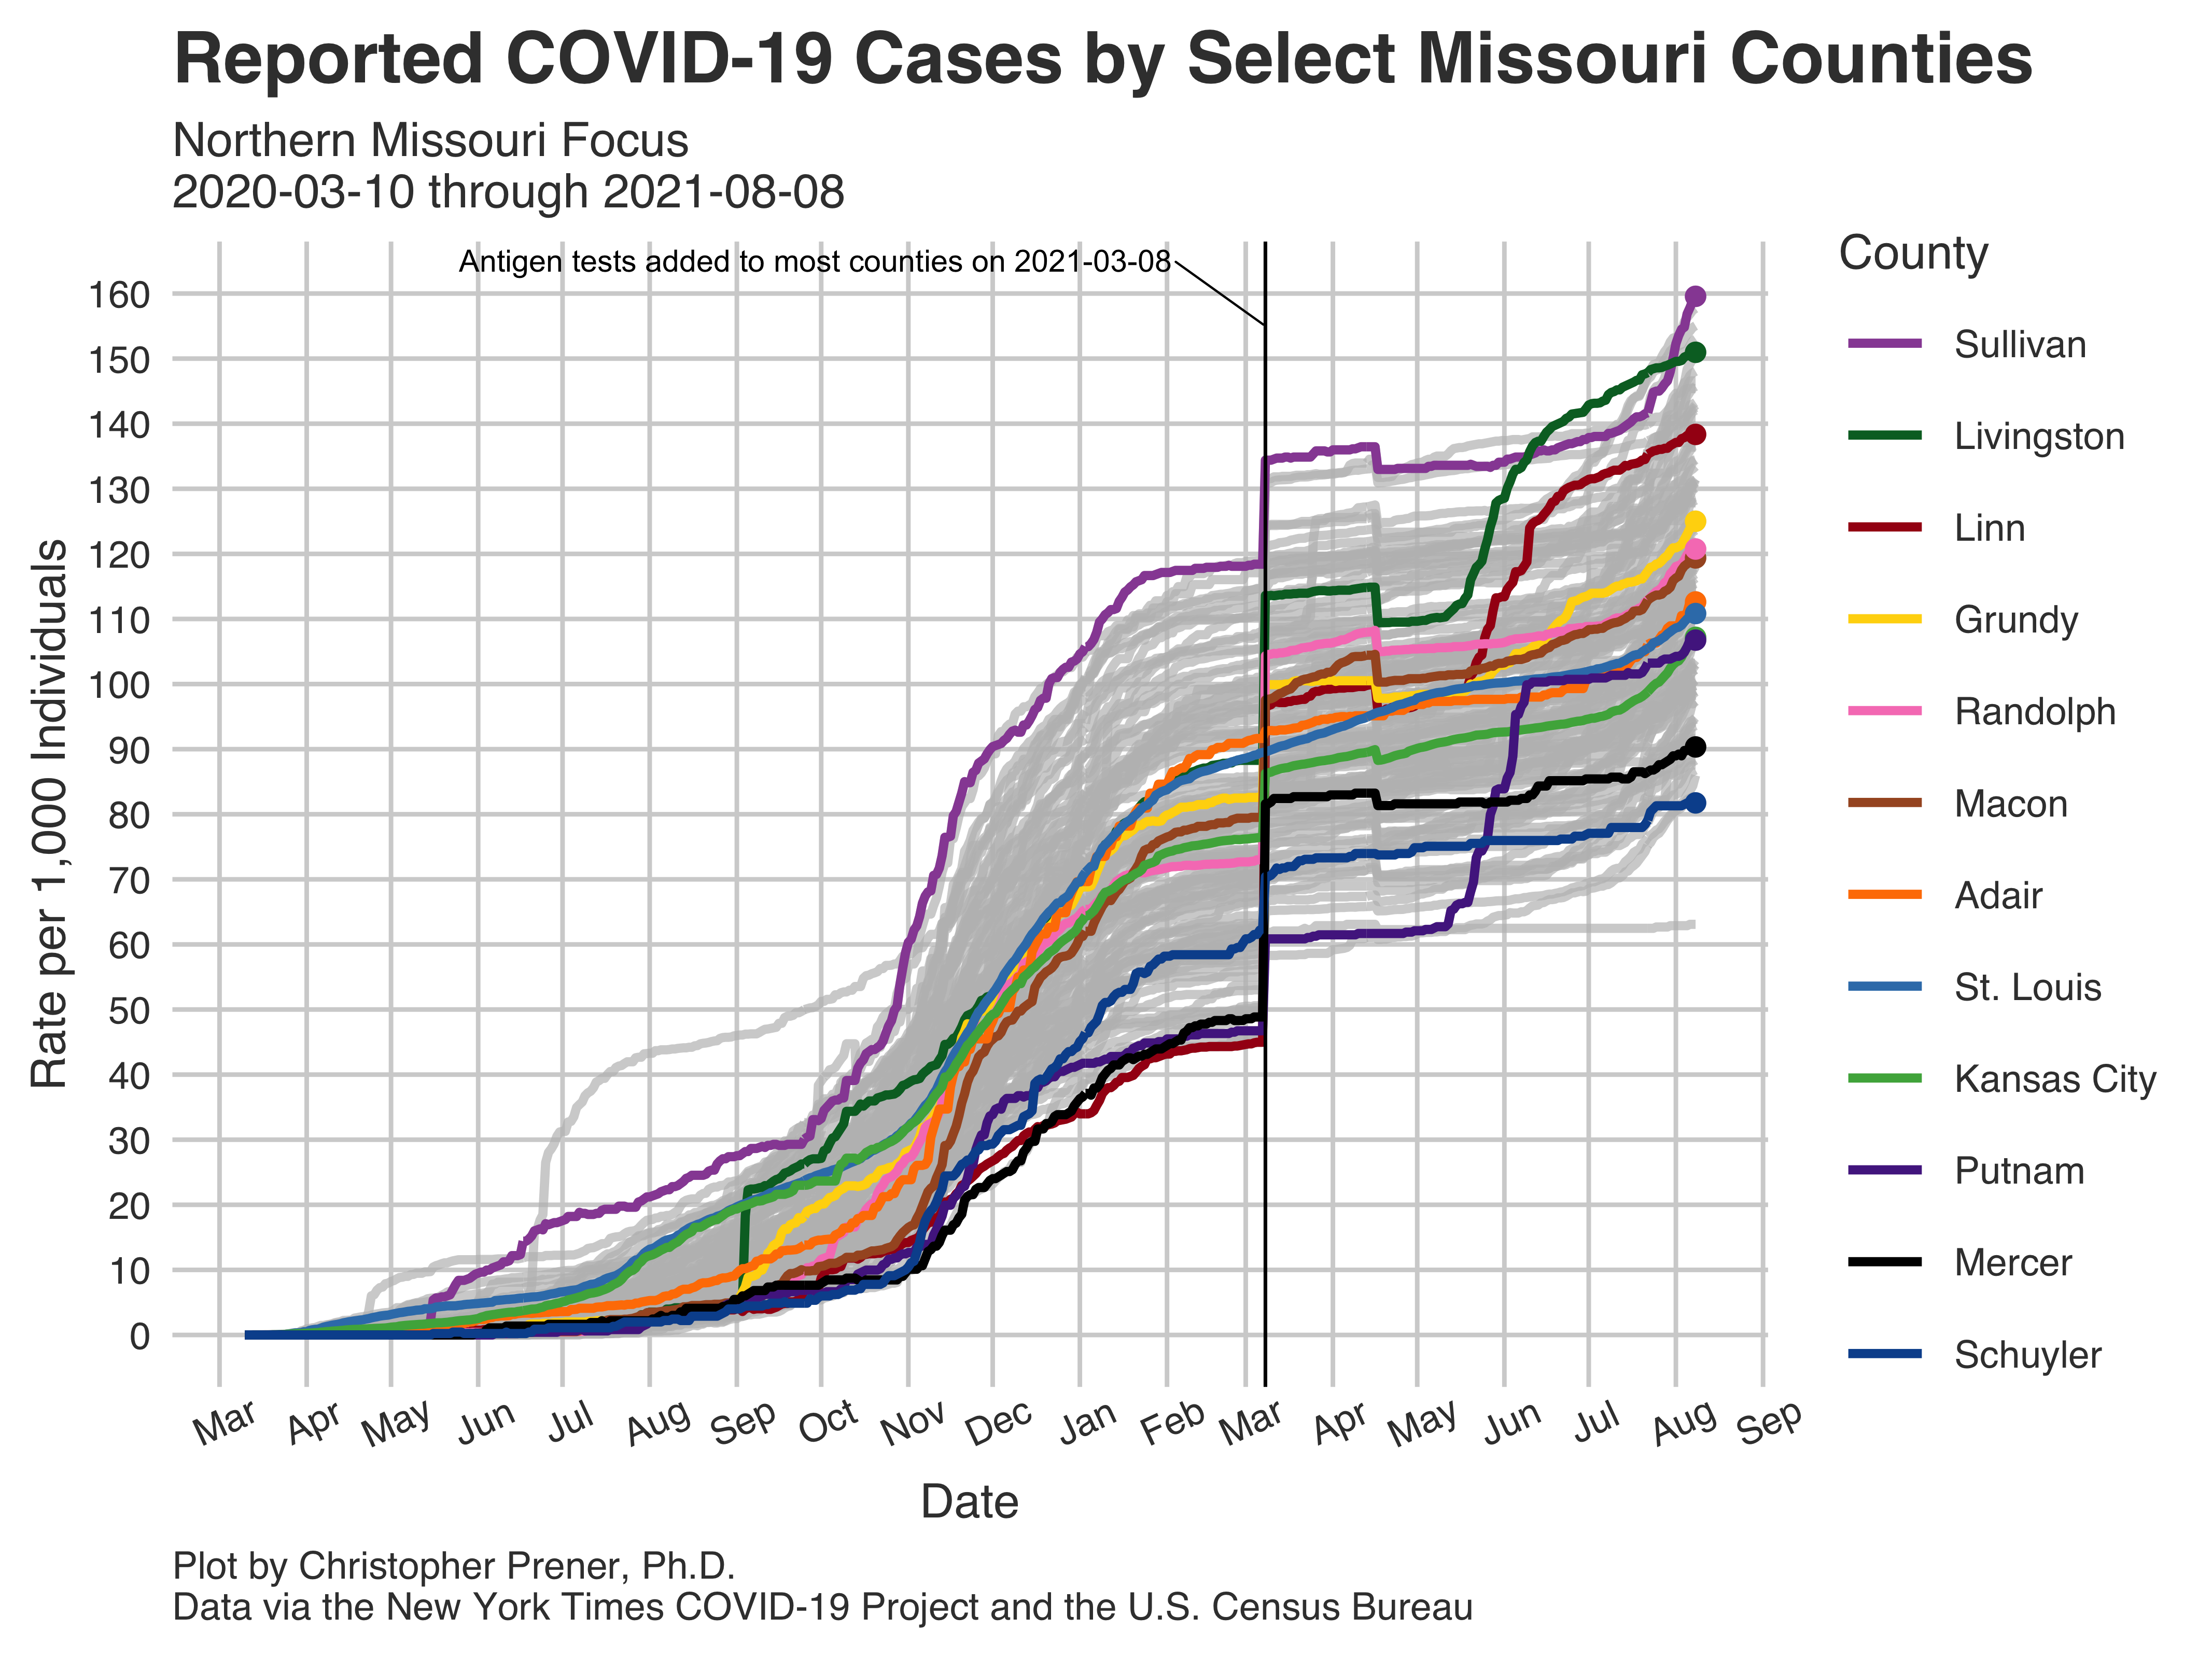 Reported COVID-19 Cases by Select Missouri Counties
Northern Missouri Focus
2020-03-10 through 2021-08-08
Antigen tests added to most counties on 2021-03-08
160
150
140
130
120
110
100
90
80
70
60
50
40
30
20
10
0
Rate per 1,000 Individuals
Mar Apr May Jun Jul Aug Sep Oct Nov Dec Jan Feb Mar Apr May Jun Jul Aug Sep
Date
County
Sullivan
Livingston
Linn
Grundy
Randolph
Macon
Adair
St. Louis
Kansas City
Putnam
Mercer
Schuyler
Plot by Christopher Prener, Ph.D.
Data via the New York Times COVID-19 Project and the U.S. Census Bureau